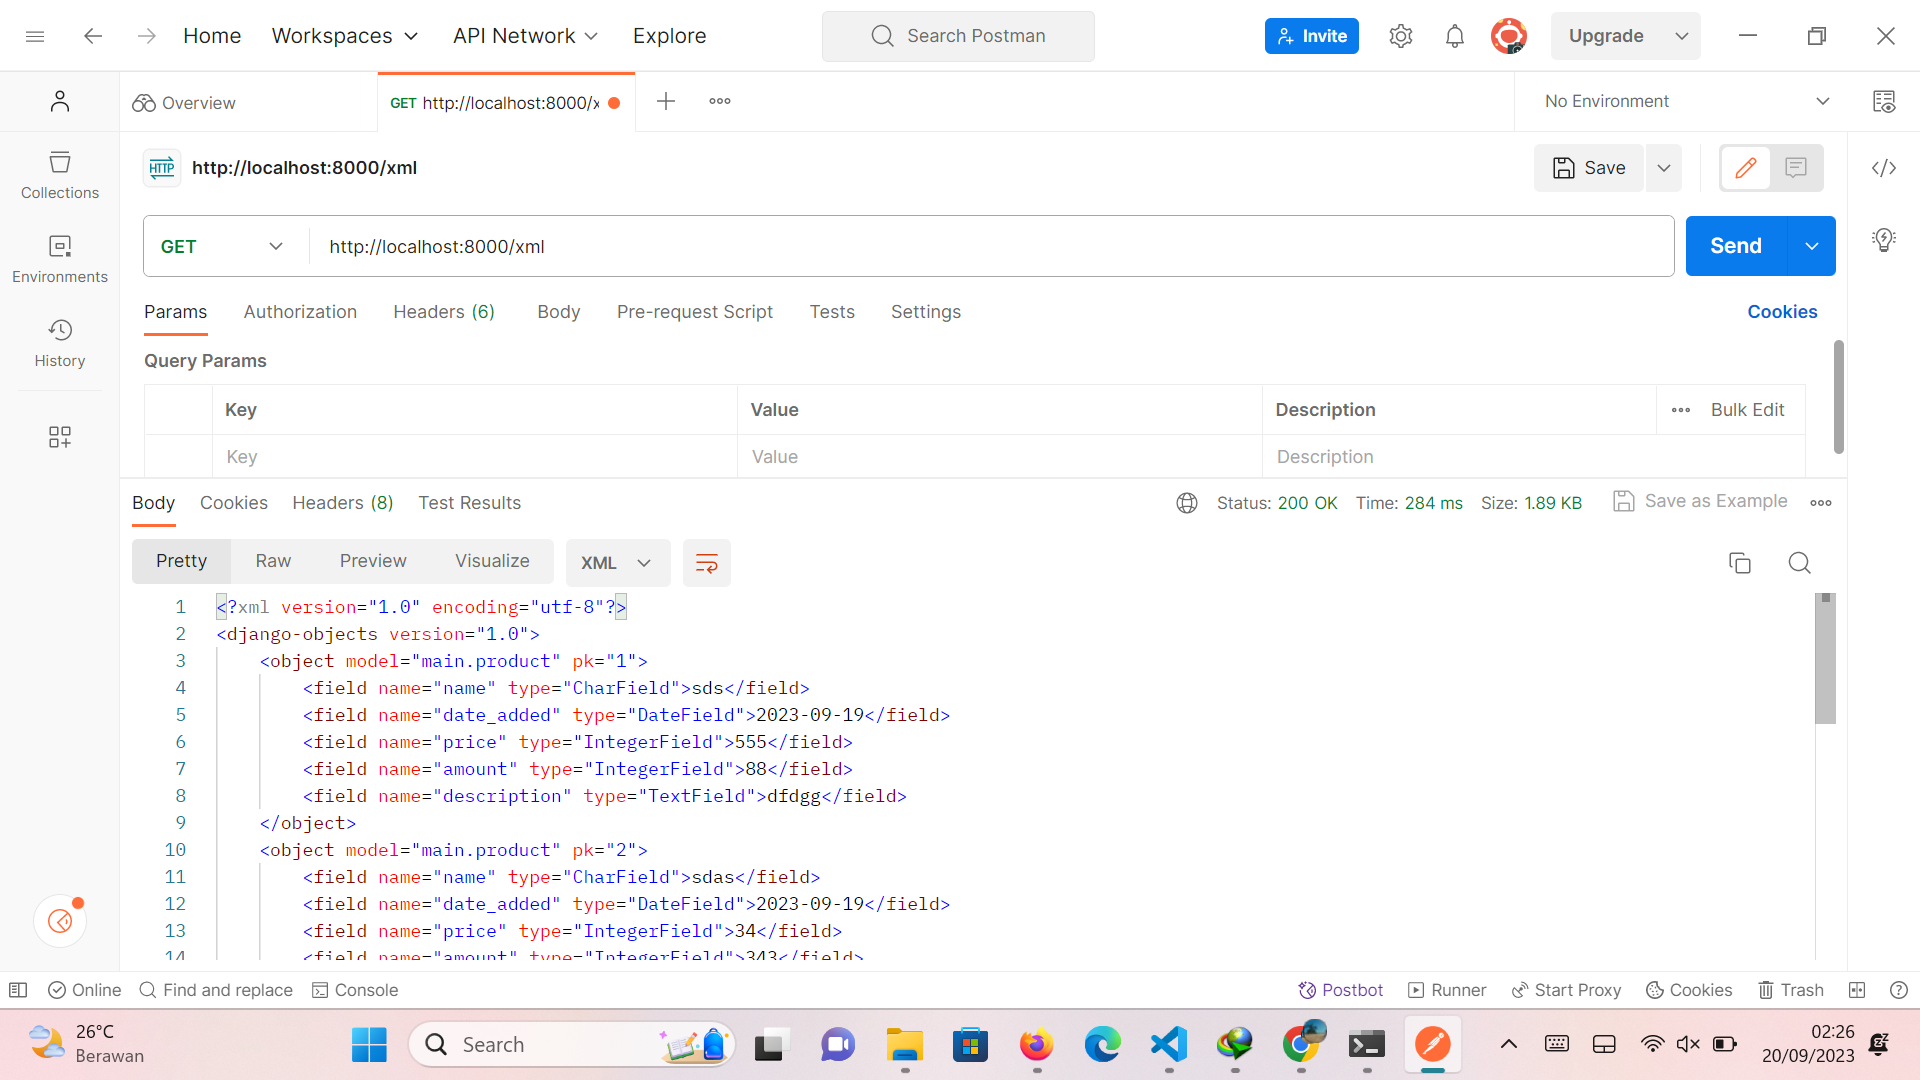 Home Workspaces API Network Explore Search Postman Invite Upgrade
Overview GET http://localhost:8000/x No Environment
HTTP http://localhost:8000/xml Save
Collections
Environments
History
GET http://localhost:8000/xml Send
Params Authorization Headers (6) Body Pre-request Script Tests Settings Cookies
Query Params
Key Value Description Bulk Edit
Key Value Description
Body Cookies Headers (8) Test Results Status: 200 OK Time: 284 ms Size: 1.89 KB Save as Example
Pretty Raw Preview Visualize XML
1 <?xml version="1.0" encoding="utf-8"?>
2 <django-objects version="1.0">
3 <object model="main.product" pk="1">
4 <field name="name" type="CharField">sds</field>
5 <field name="date_added" type="DateField">2023-09-19</field>
6 <field name="price" type="IntegerField">555</field>
7 <field name="amount" type="IntegerField">88</field>
8 <field name="description" type="TextField">dfdgg</field>
9 </object>
10 <object model="main.product" pk="2">
11 <field name="name" type="CharField">sdas</field>
12 <field name="date_added" type="DateField">2023-09-19</field>
13 <field name="price" type="IntegerField">34</field>
14 <field name="amount" type="IntegerField">343</field>
Online Find and replace Console Postbot Runner Start Proxy Cookies Trash
26°C
Berawan
Search
02:26
20/09/2023